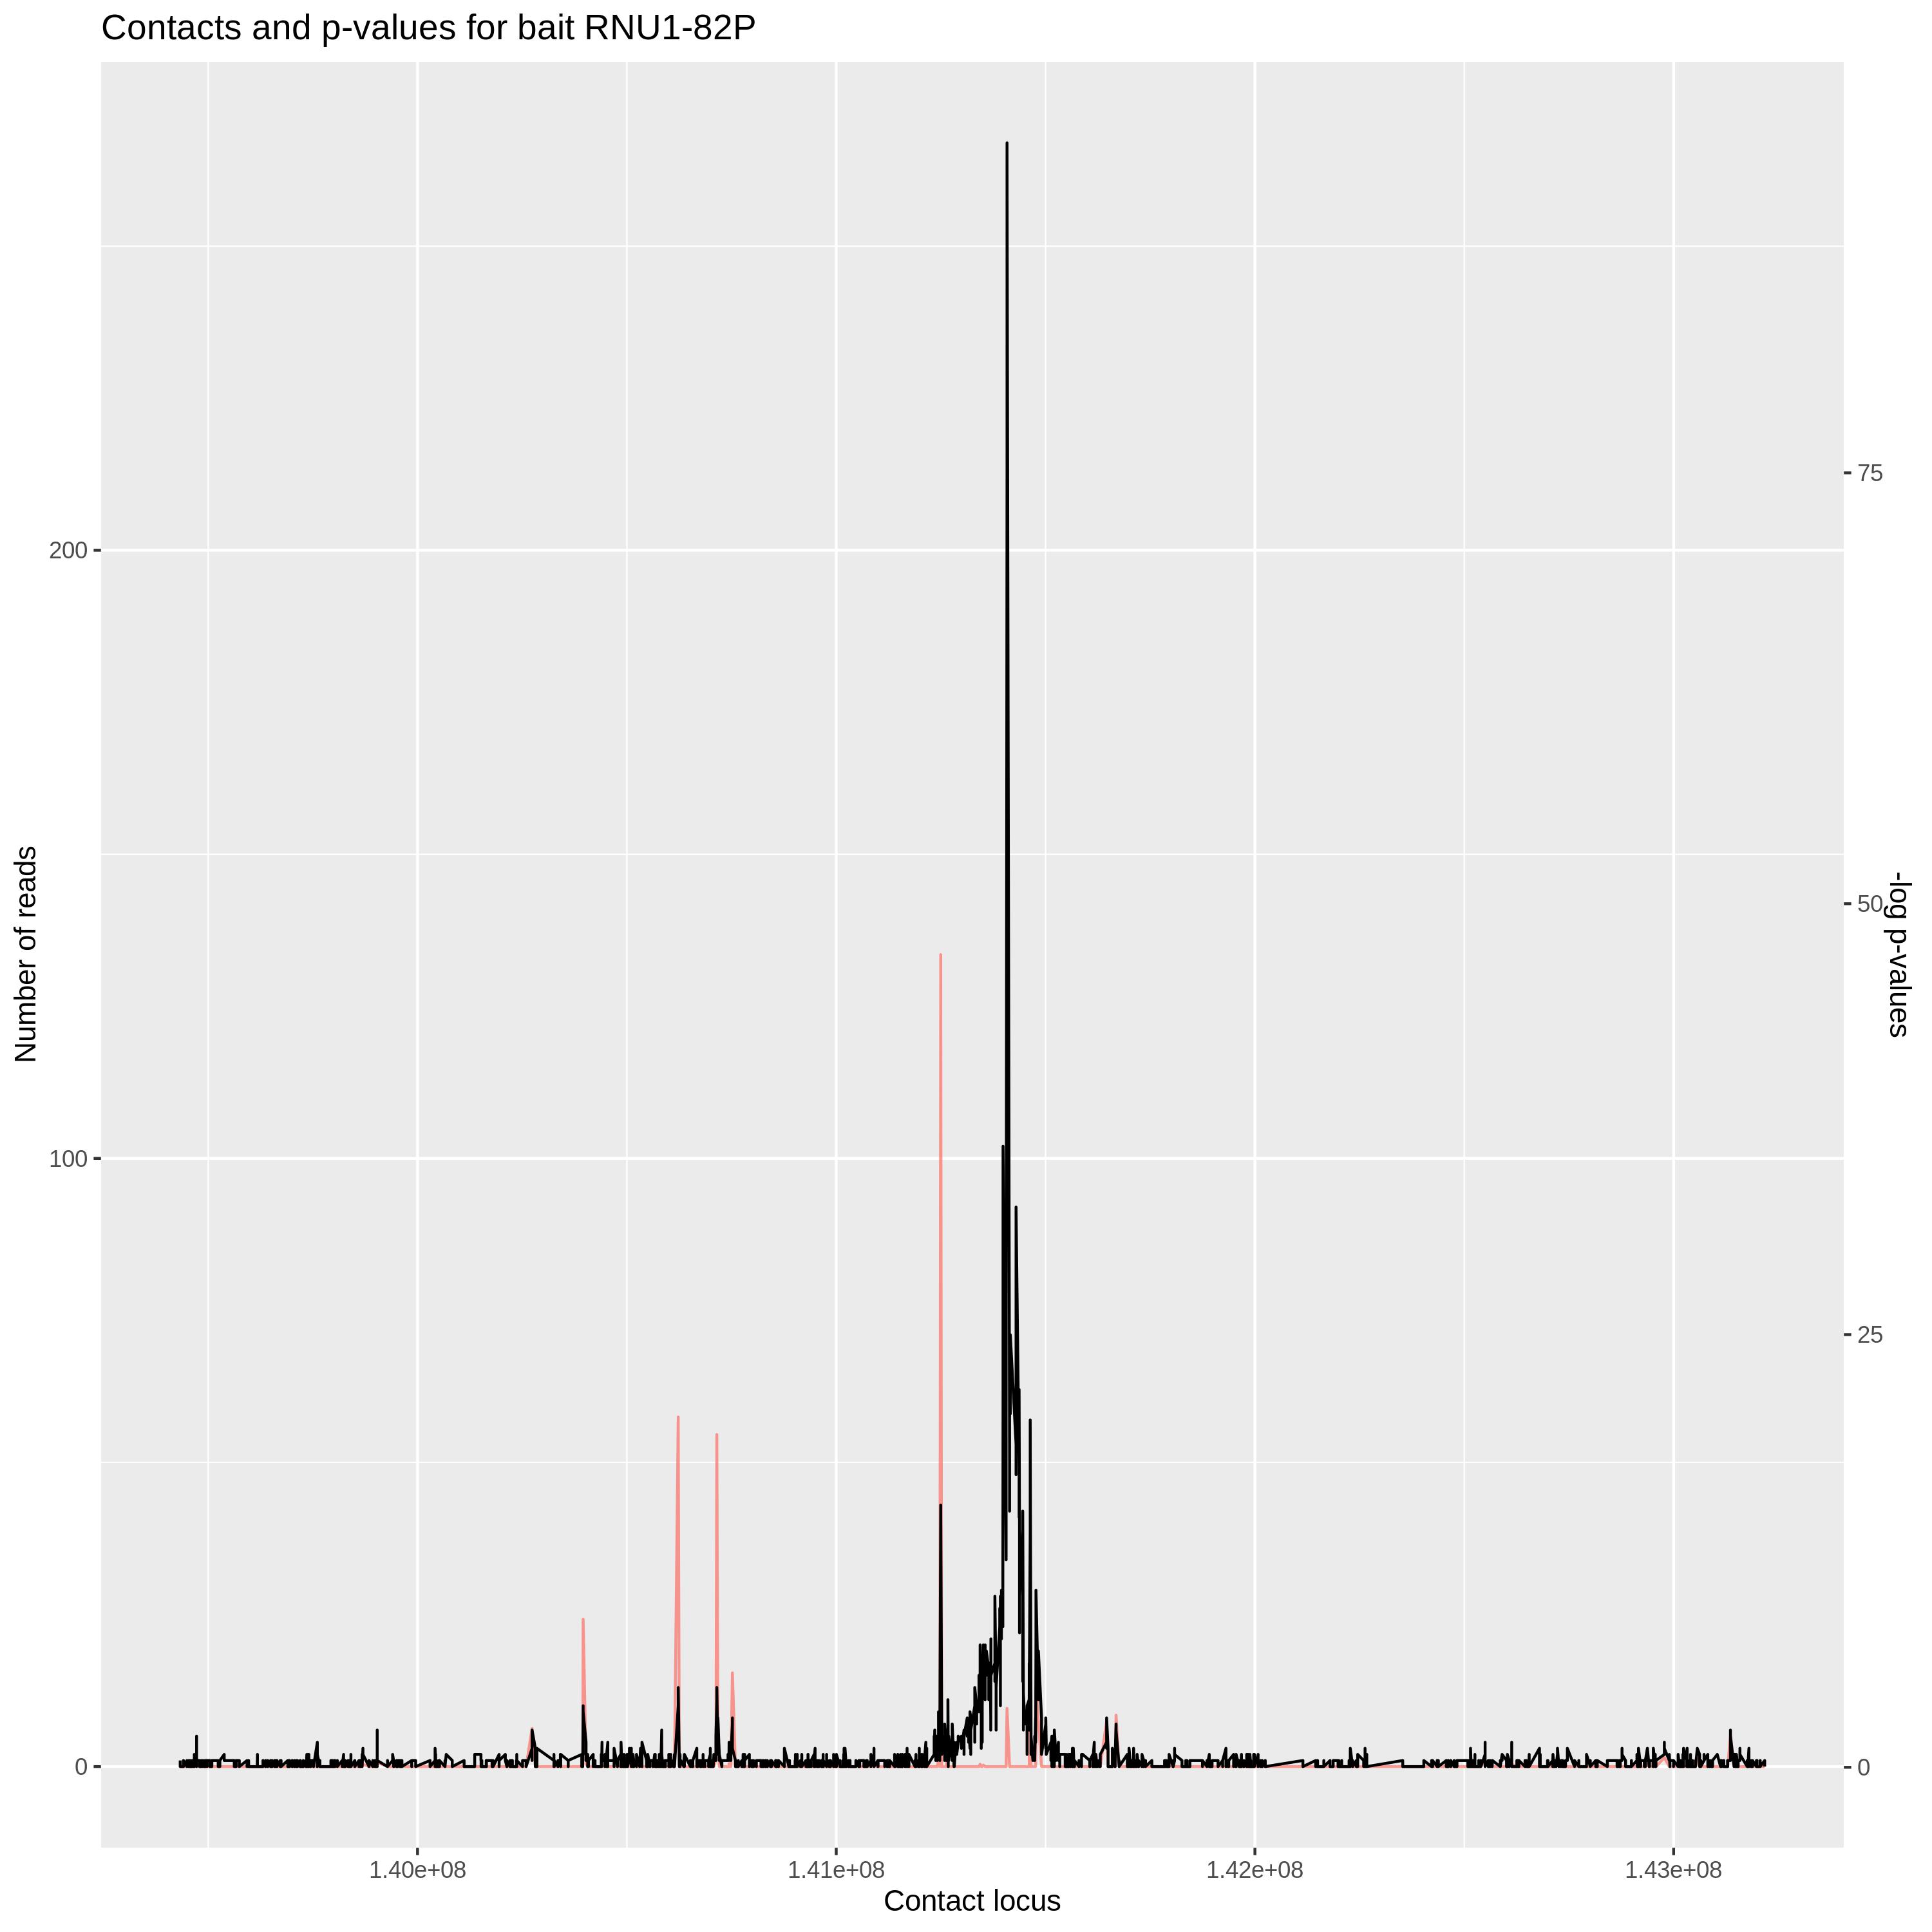 Contacts and p-values for bait RNU1-82P
Number of reads
200
100
0
75
50
25
0
-log p-values
1.40e+08
1.41e+08
1.42e+08
1.43e+08
Contact locus